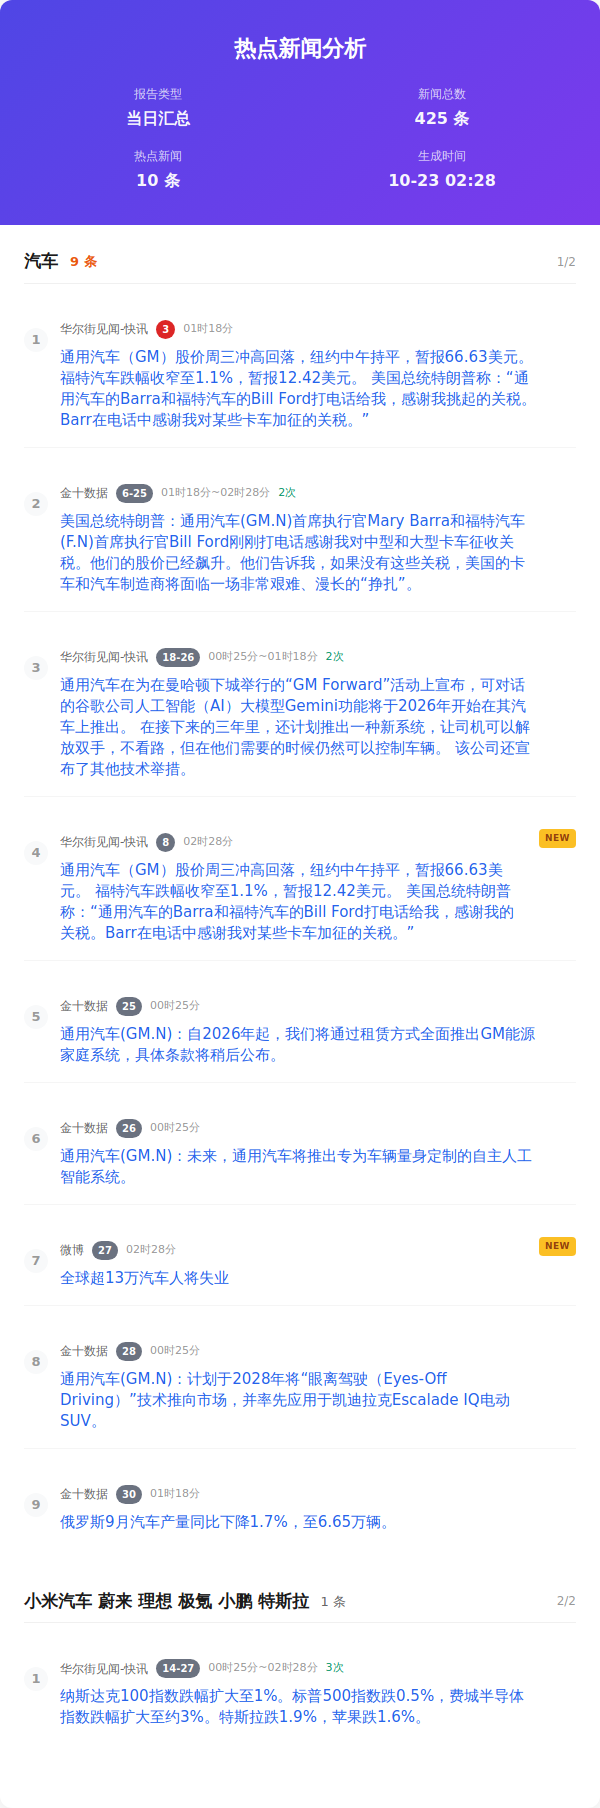 热点新闻分析
报告类型
新闻总数
当日汇总
425 条
热点新闻
生成时间
10 条
10-23 02:28
汽车 9 条 1/2
1
华尔街见闻-快讯 3 01时18分
通用汽车（GM）股价周三冲高回落，纽约中午持平，暂报66.63美元。
福特汽车跌幅收窄至1.1%，暂报12.42美元。 美国总统特朗普称：“通
用汽车的Barra和福特汽车的Bill Ford打电话给我，感谢我挑起的关税。
Barr在电话中感谢我对某些卡车加征的关税。”
2
金十数据 6-25 01时18分~02时28分 2次
美国总统特朗普：通用汽车(GM.N)首席执行官Mary Barra和福特汽车
(F.N)首席执行官Bill Ford刚刚打电话感谢我对中型和大型卡车征收关
税。他们的股价已经飙升。他们告诉我，如果没有这些关税，美国的卡
车和汽车制造商将面临一场非常艰难、漫长的“挣扎”。
3
华尔街见闻-快讯 18-26 00时25分~01时18分 2次
通用汽车在为在曼哈顿下城举行的“GM Forward”活动上宣布，可对话
的谷歌公司人工智能（AI）大模型Gemini功能将于2026年开始在其汽
车上推出。 在接下来的三年里，还计划推出一种新系统，让司机可以解
放双手，不看路，但在他们需要的时候仍然可以控制车辆。 该公司还宣
布了其他技术举措。
4
华尔街见闻-快讯 8 02时28分 NEW
通用汽车（GM）股价周三冲高回落，纽约中午持平，暂报66.63美
元。 福特汽车跌幅收窄至1.1%，暂报12.42美元。 美国总统特朗普
称：“通用汽车的Barra和福特汽车的Bill Ford打电话给我，感谢我的
关税。Barr在电话中感谢我对某些卡车加征的关税。”
5
金十数据 25 00时25分
通用汽车(GM.N)：自2026年起，我们将通过租赁方式全面推出GM能源
家庭系统，具体条款将稍后公布。
6
金十数据 26 00时25分
通用汽车(GM.N)：未来，通用汽车将推出专为车辆量身定制的自主人工
智能系统。
7
微博 27 02时28分 NEW
全球超13万汽车人将失业
8
金十数据 28 00时25分
通用汽车(GM.N)：计划于2028年将“眼离驾驶（Eyes-Off
Driving）”技术推向市场，并率先应用于凯迪拉克Escalade IQ电动
SUV。
9
金十数据 30 01时18分
俄罗斯9月汽车产量同比下降1.7%，至6.65万辆。
小米汽车 蔚来 理想 极氪 小鹏 特斯拉 1 条 2/2
1
华尔街见闻-快讯 14-27 00时25分~02时28分 3次
纳斯达克100指数跌幅扩大至1%。标普500指数跌0.5%，费城半导体
指数跌幅扩大至约3%。特斯拉跌1.9%，苹果跌1.6%。